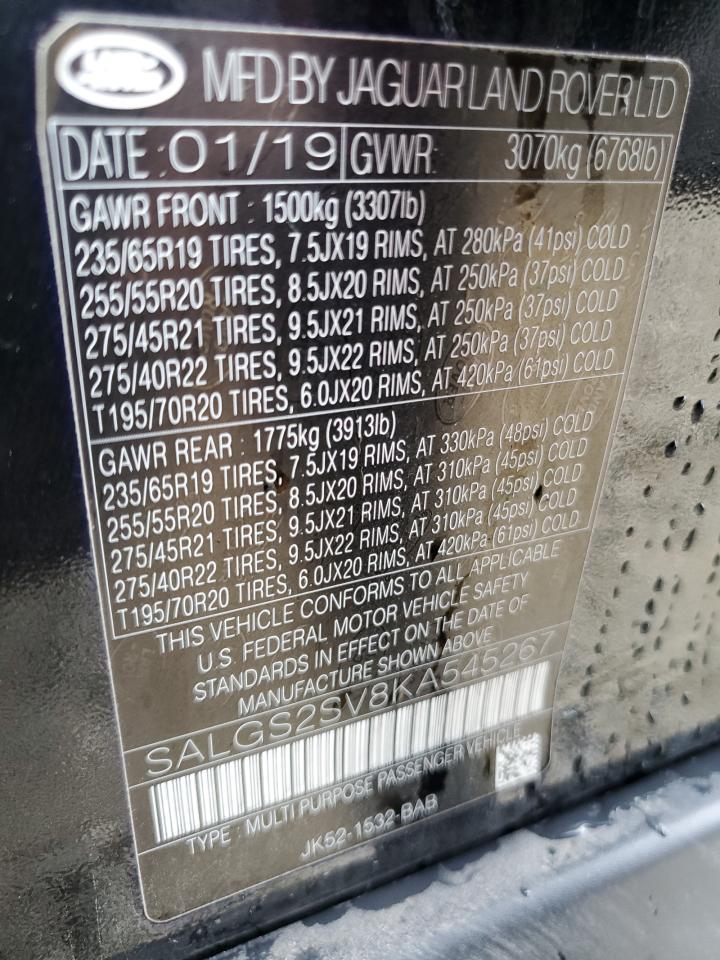 LAND ROVER
MFD BY JAGUAR LAND ROVER LTD
DATE : 01/19 GVWR: 3070kg (6768lb)
GAWR FRONT : 1500kg (3307lb)
235/65R19 TIRES, 7.5JX19 RIMS, AT 280kPa (41psi) COLD
255/55R20 TIRES, 8.5JX20 RIMS, AT 250kPa (37psi) COLD
275/45R21 TIRES, 9.5JX21 RIMS, AT 250kPa (37psi) COLD
275/40R22 TIRES, 9.5JX22 RIMS, AT 250kPa (37psi) COLD
T195/70R20 TIRES, 6.0JX20 RIMS, AT 420kPa (61psi) COLD
GAWR REAR : 1775kg (3913lb)
235/65R19 TIRES, 7.5JX19 RIMS, AT 330kPa (48psi) COLD
255/55R20 TIRES, 8.5JX20 RIMS, AT 310kPa (45psi) COLD
275/45R21 TIRES, 9.5JX21 RIMS, AT 310kPa (45psi) COLD
275/40R22 TIRES, 9.5JX22 RIMS, AT 310kPa (45psi) COLD
T195/70R20 TIRES, 6.0JX20 RIMS, AT 420kPa (61psi) COLD
THIS VEHICLE CONFORMS TO ALL APPLICABLE
U.S. FEDERAL MOTOR VEHICLE SAFETY
STANDARDS IN EFFECT ON THE DATE OF
MANUFACTURE SHOWN ABOVE
SALGS2SV8KA545267
TYPE : MULTI PURPOSE PASSENGER VEHICLE
JK52-1532-BAB